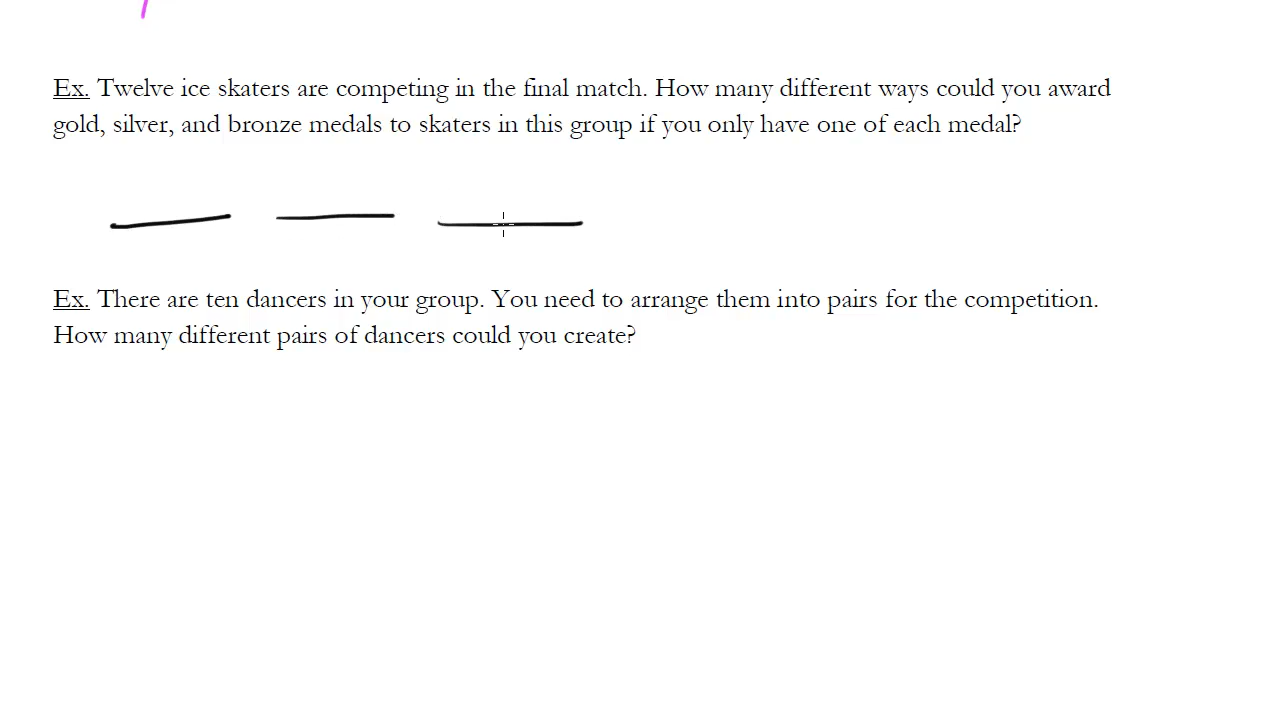 Ex. Twelve ice skaters are competing in the final match. How many different ways could you award
gold, silver, and bronze medals to skaters in this group if you only have one of each medal?
Ex. There are ten dancers in your group. You need to arrange them into pairs for the competition.
How many different pairs of dancers could you create?